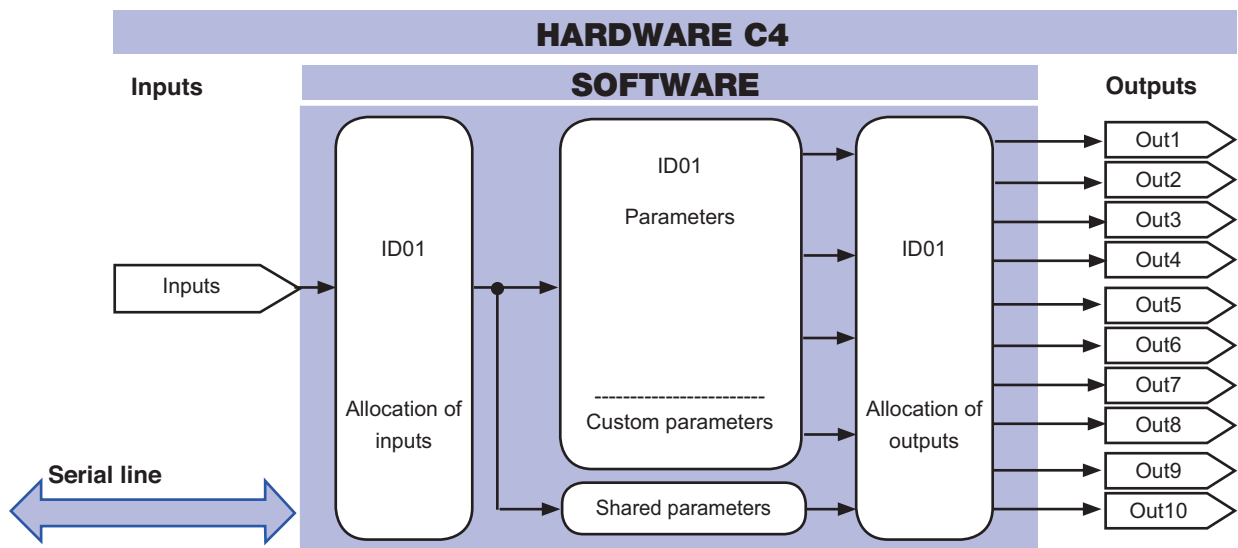 HARDWARE C4
Inputs
SOFTWARE
Outputs
Inputs
ID01
Allocation of
inputs
ID01
Parameters
------------------------
Custom parameters
Shared parameters
ID01
Allocation of
outputs
Out1
Out2
Out3
Out4
Out5
Out6
Out7
Out8
Out9
Out10
Serial line